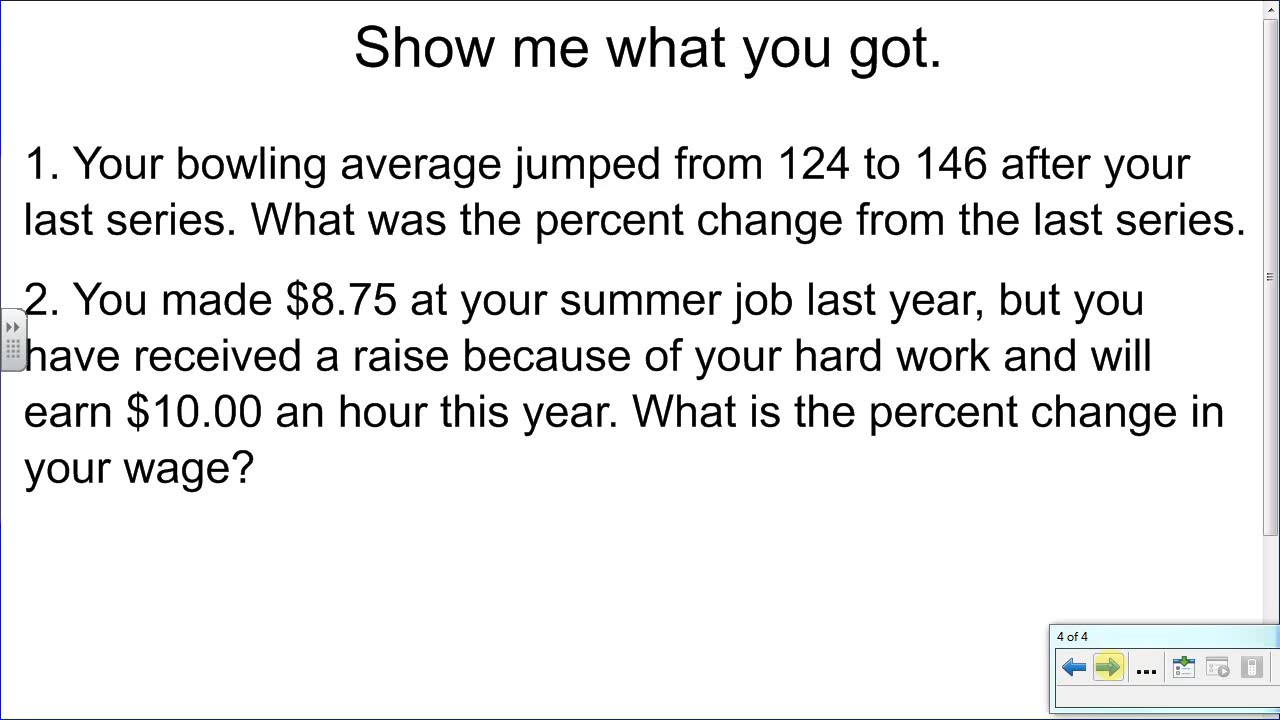 Show me what you got.
1. Your bowling average jumped from 124 to 146 after your
last series. What was the percent change from the last series.
2. You made $8.75 at your summer job last year, but you
have received a raise because of your hard work and will
earn $10.00 an hour this year. What is the percent change in
your wage?
4 of 4
...